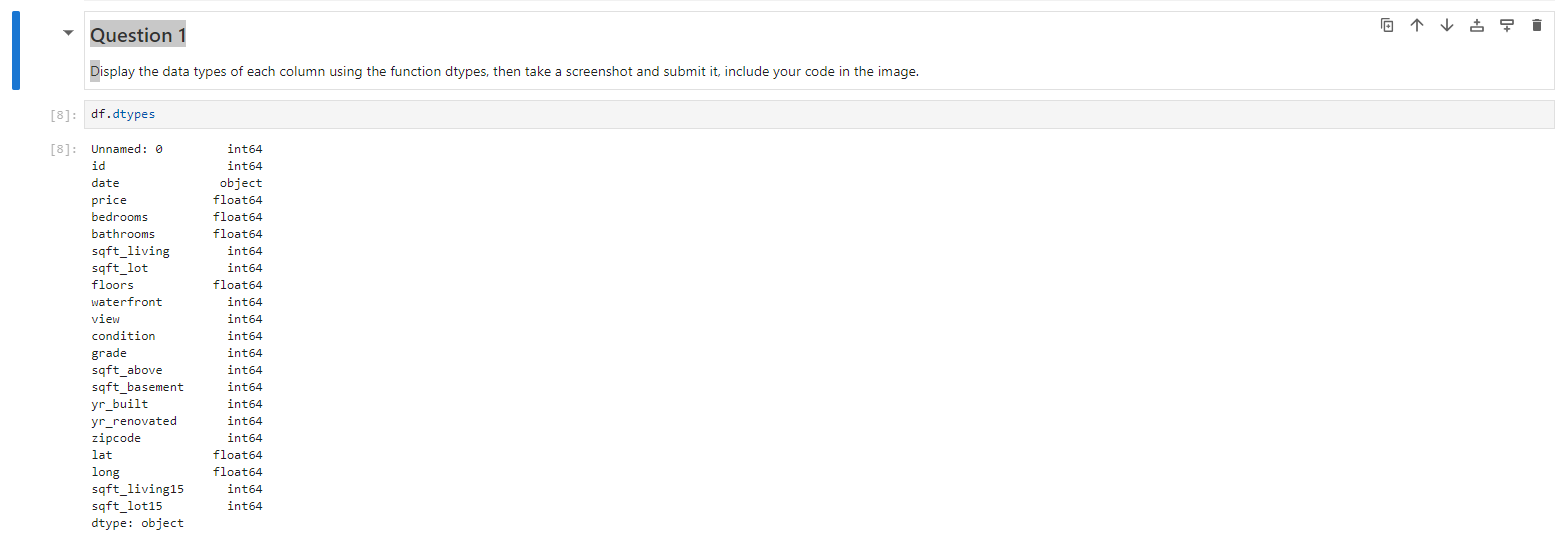 Question 1
Display the data types of each column using the function dtypes, then take a screenshot and submit it, include your code in the image.
[8]: df.dtypes
[8]: Unnamed: 0 int64
id int64
date object
price float64
bedrooms float64
bathrooms float64
sqft_living int64
sqft_lot int64
floors float64
waterfront int64
view int64
condition int64
grade int64
sqft_above int64
sqft_basement int64
yr_built int64
yr_renovated int64
zipcode int64
lat float64
long float64
sqft_living15 int64
sqft_lot15 int64
dtype: object